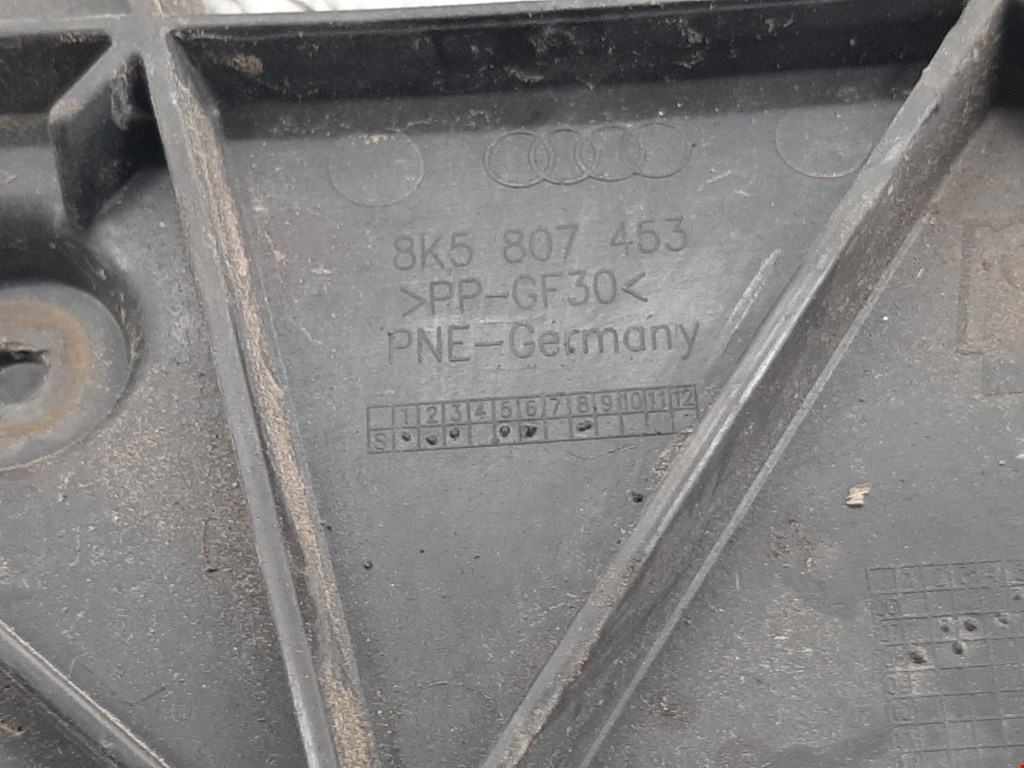 8K5 807 453
>PP-GF30<
PNE-Germany
1 2 3 4 5 6 7 8 9 10 11 12
S